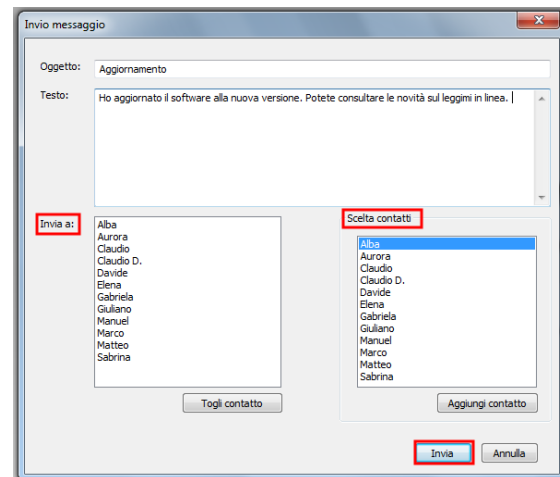 Invio messaggio
Oggetto: Aggiornamento
Testo: Ho aggiornato il software alla nuova versione. Potete consultare le novità sul leggimi in linea.
Invia a:
Alba
Aurora
Claudio
Claudio D.
Davide
Elena
Gabriela
Giuliano
Manuel
Marco
Matteo
Sabrina
Togli contatto
Scelta contatti
Alba
Aurora
Claudio
Claudio D.
Davide
Elena
Gabriela
Giuliano
Manuel
Marco
Matteo
Sabrina
Aggiungi contatto
Invia
Annulla